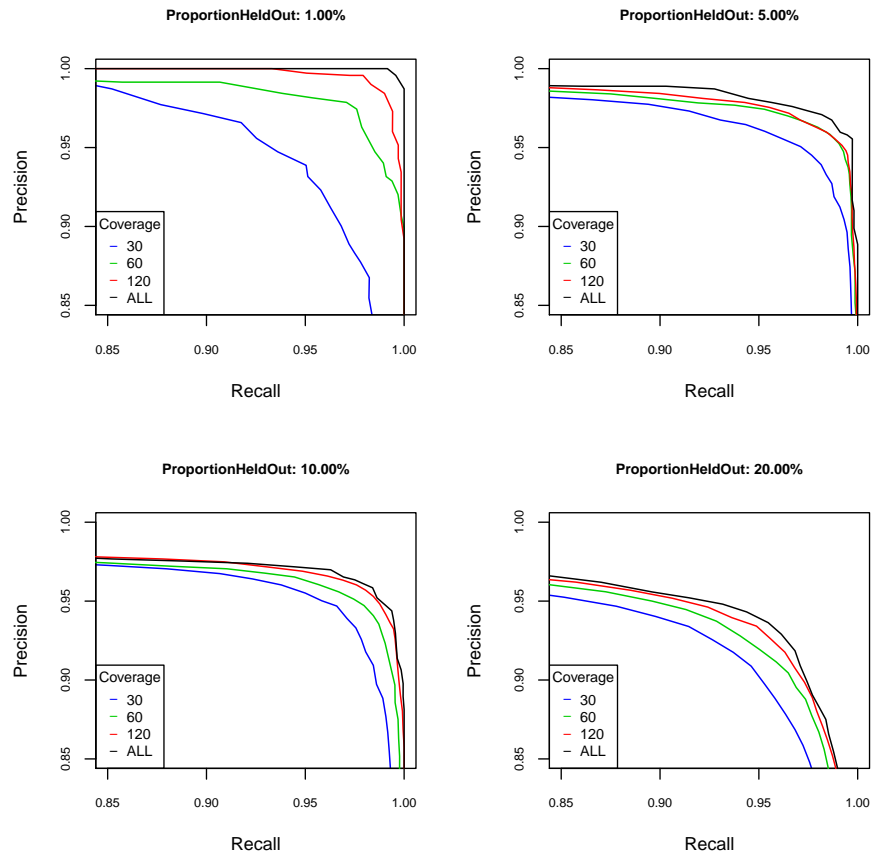 ProportionHeldOut: 1.00%
Precision
1.00
0.95
0.90
0.85
Coverage
30
60
120
ALL
0.85 0.90 0.95 1.00
Recall
ProportionHeldOut: 5.00%
Precision
1.00
0.95
0.90
0.85
Coverage
30
60
120
ALL
0.85 0.90 0.95 1.00
Recall
ProportionHeldOut: 10.00%
Precision
1.00
0.95
0.90
0.85
Coverage
30
60
120
ALL
0.85 0.90 0.95 1.00
Recall
ProportionHeldOut: 20.00%
Precision
1.00
0.95
0.90
0.85
Coverage
30
60
120
ALL
0.85 0.90 0.95 1.00
Recall